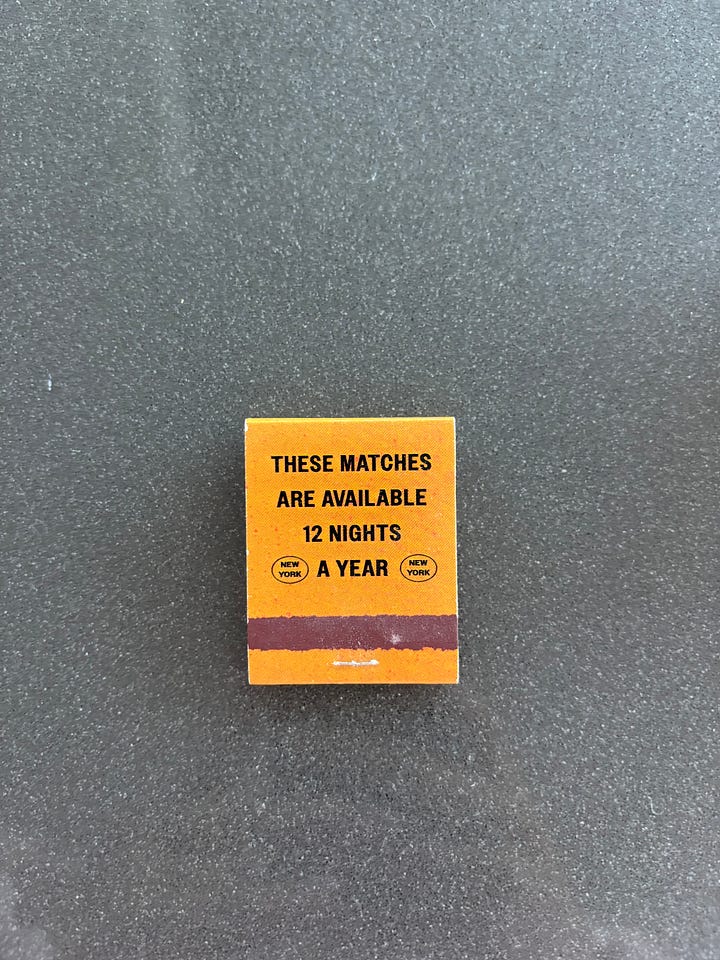 THESE MATCHES
ARE AVAILABLE
12 NIGHTS
NEW YORK A YEAR NEW YORK